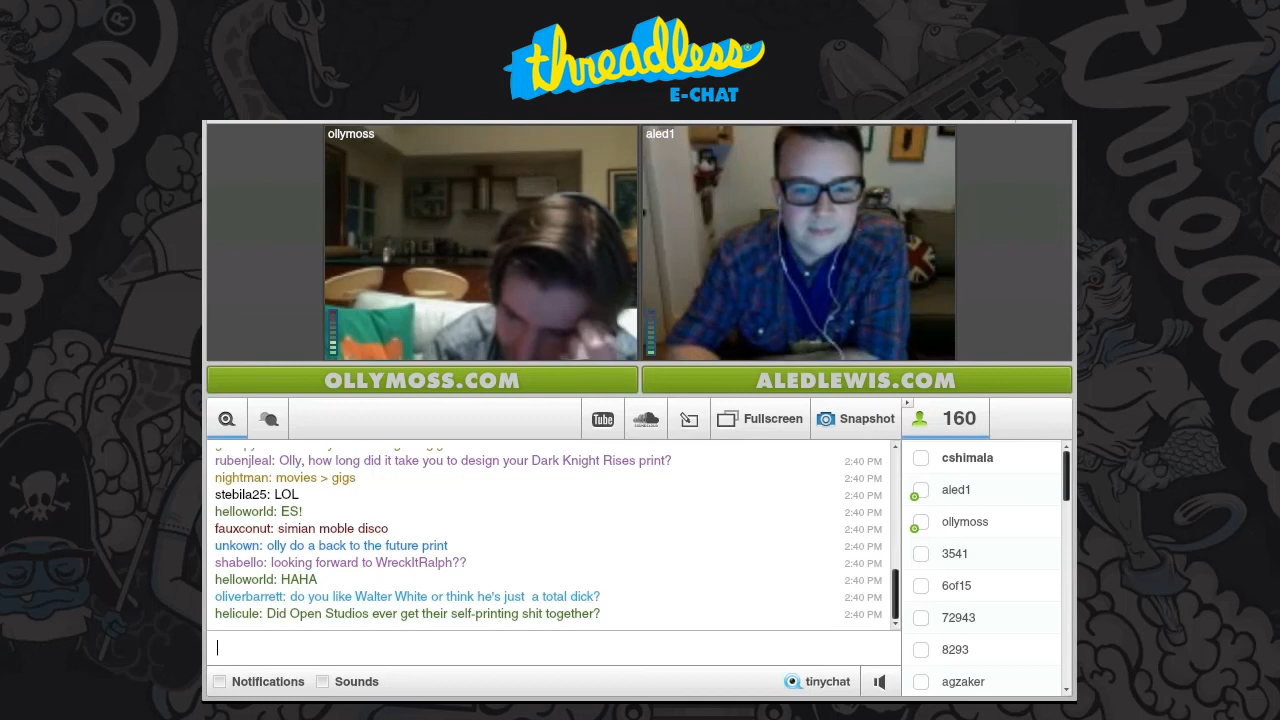 threadless
E-CHAT
ollymoss
aled1
OLLYMOSS.COM
ALEDLEWIS.COM
Tube
SOUNDCLOUD
Fullscreen
Snapshot
160
rubenjleal: Olly, how long did it take you to design your Dark Knight Rises print? 2:40 PM
nightman: movies > gigs 2:40 PM
stebila25: LOL 2:40 PM
helloworld: ES! 2:40 PM
fauxconut: simian moble disco 2:40 PM
unkown: olly do a back to the future print 2:40 PM
shabello: looking forward to WreckItRalph?? 2:40 PM
helloworld: HAHA 2:40 PM
oliverbarrett: do you like Walter White or think he's just a total dick? 2:40 PM
helicule: Did Open Studios ever get their self-printing shit together? 2:40 PM
cshimala
aled1
ollymoss
3541
6of15
72943
8293
agzaker
Notifications
Sounds
tinychat